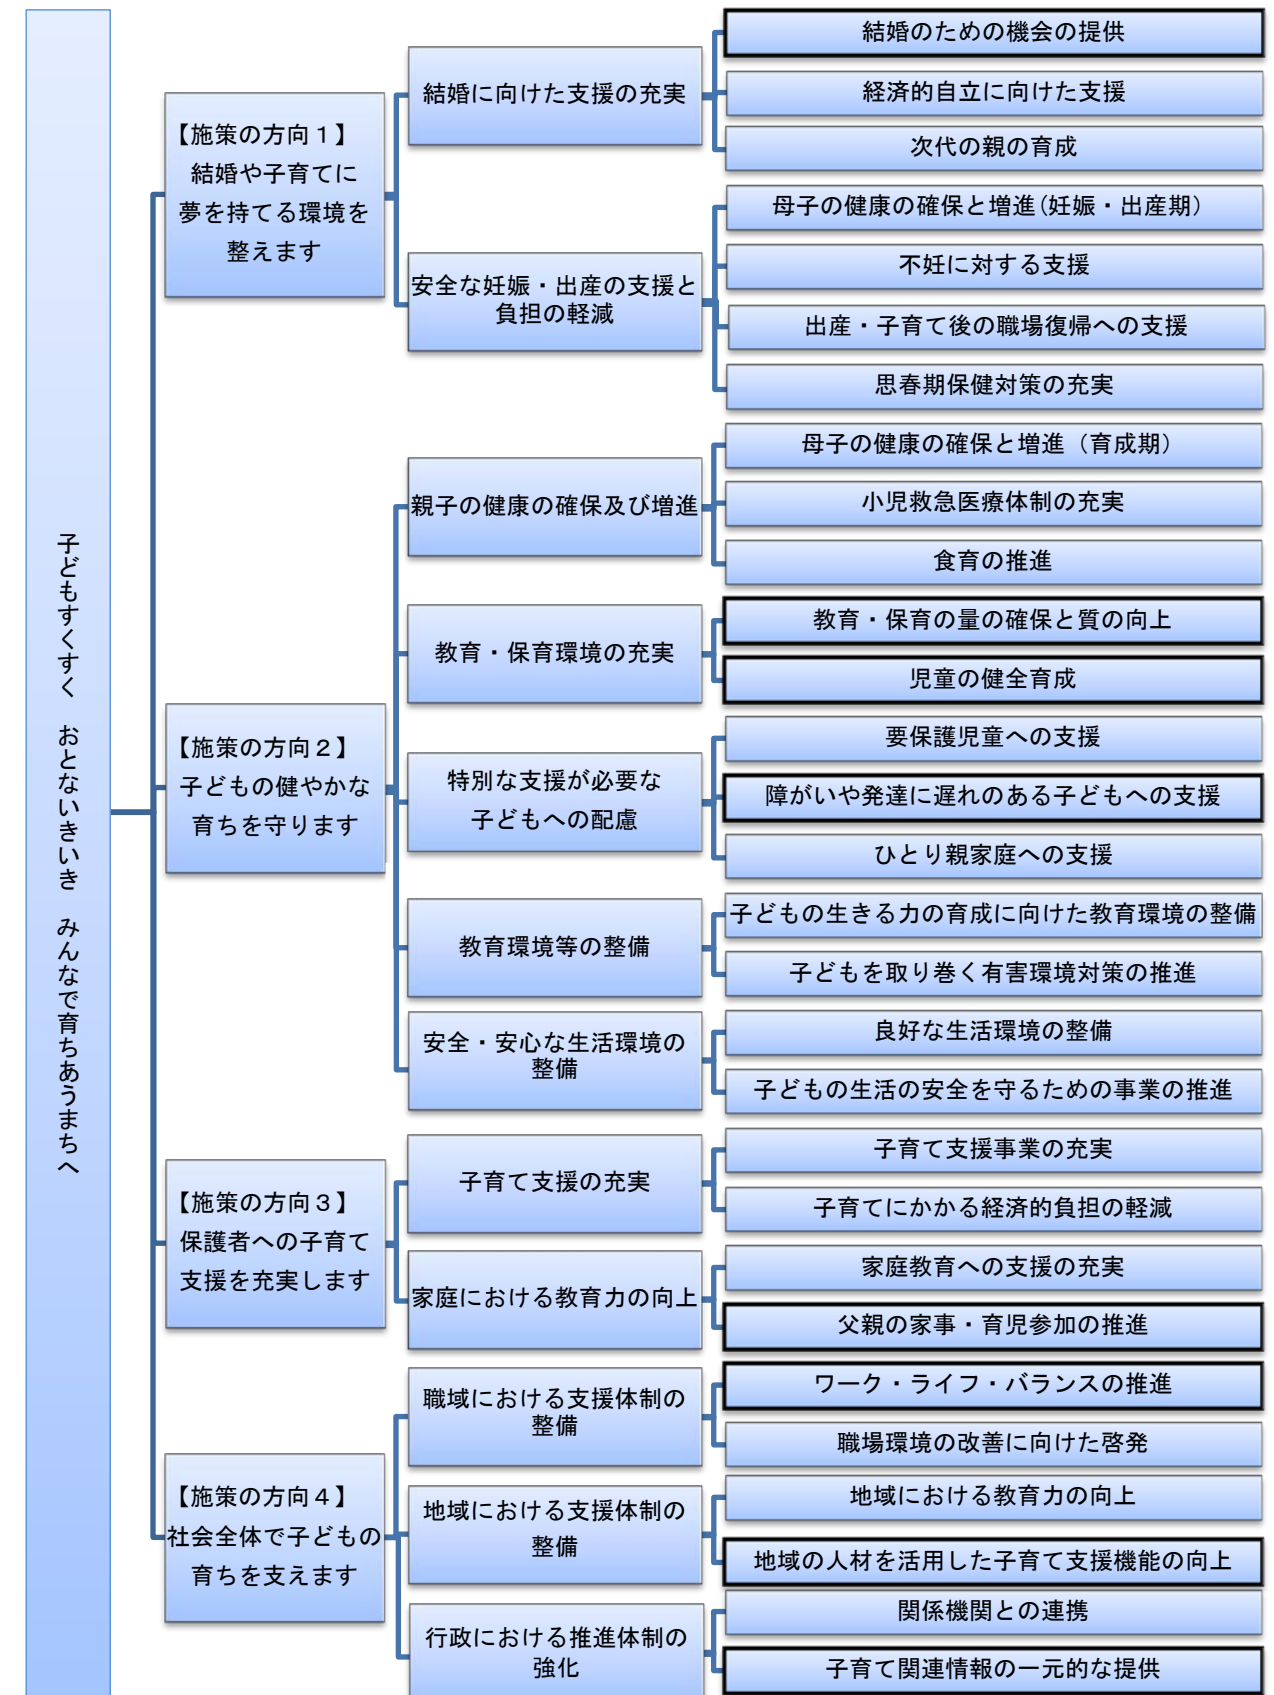 子どもすくすく　おとないきいき　みんなで育ちあうまちへ
【施策の方向１】
結婚や子育てに
夢を持てる環境を
整えます
結婚に向けた支援の充実
結婚のための機会の提供
経済的自立に向けた支援
次代の親の育成
安全な妊娠・出産の支援と
負担の軽減
母子の健康の確保と増進(妊娠・出産期)
不妊に対する支援
出産・子育て後の職場復帰への支援
思春期保健対策の充実
【施策の方向２】
子どもの健やかな
育ちを守ります
親子の健康の確保及び増進
母子の健康の確保と増進（育成期）
小児救急医療体制の充実
食育の推進
教育・保育環境の充実
教育・保育の量の確保と質の向上
児童の健全育成
特別な支援が必要な
子どもへの配慮
要保護児童への支援
障がいや発達に遅れのある子どもへの支援
ひとり親家庭への支援
教育環境等の整備
子どもの生きる力の育成に向けた教育環境の整備
子どもを取り巻く有害環境対策の推進
安全・安心な生活環境の
整備
良好な生活環境の整備
子どもの生活の安全を守るための事業の推進
【施策の方向３】
保護者への子育て
支援を充実します
子育て支援の充実
子育て支援事業の充実
子育てにかかる経済的負担の軽減
家庭における教育力の向上
家庭教育への支援の充実
父親の家事・育児参加の推進
【施策の方向４】
社会全体で子どもの
育ちを支えます
職域における支援体制の
整備
ワーク・ライフ・バランスの推進
職場環境の改善に向けた啓発
地域における支援体制の
整備
地域における教育力の向上
地域の人材を活用した子育て支援機能の向上
行政における推進体制の
強化
関係機関との連携
子育て関連情報の一元的な提供